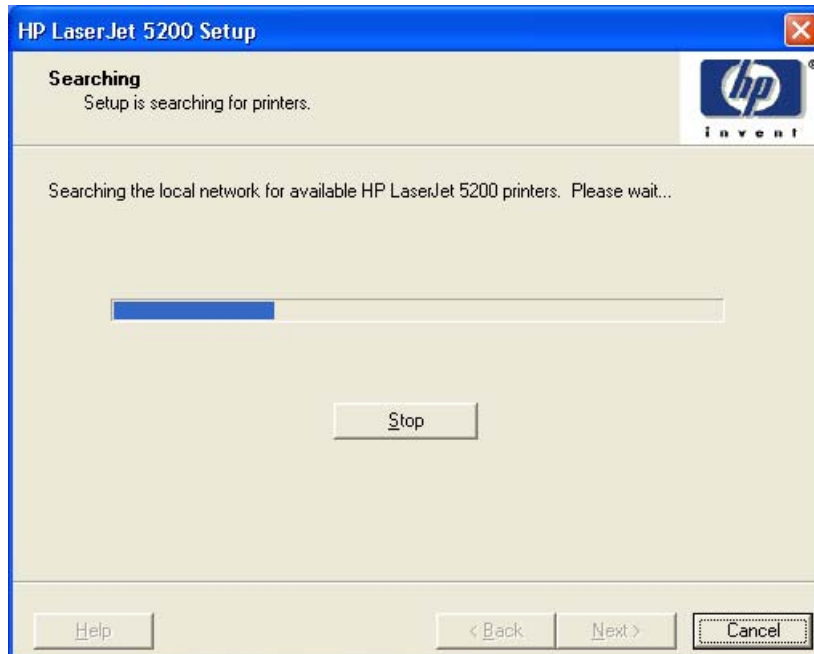 HP LaserJet 5200 Setup
Searching
Setup is searching for printers.
hp
®
invent
Searching the local network for available HP LaserJet 5200 printers.  Please wait...
Stop
Help
< Back
Next >
Cancel